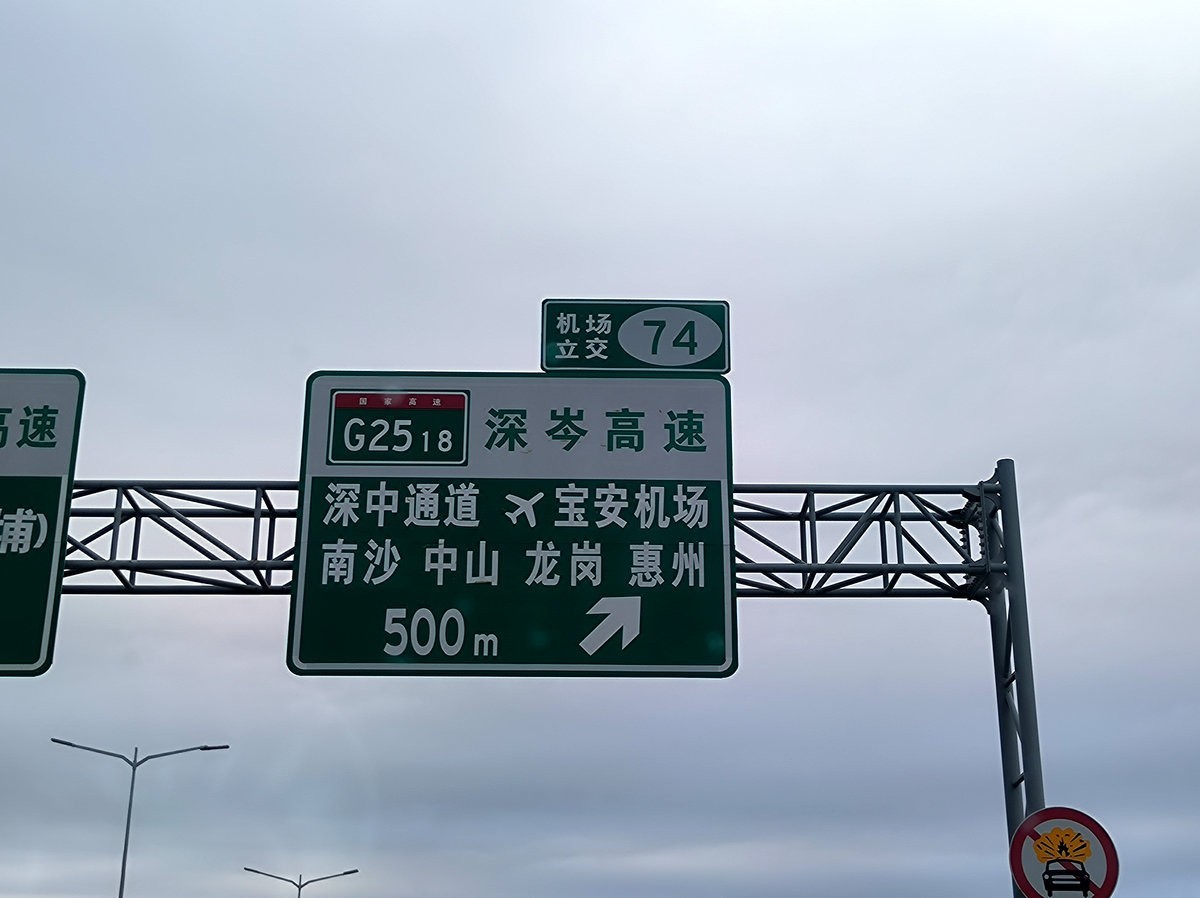 机场
立交
74
国家高速
G2518
深岑高速
深中通道 宝安机场
南沙 中山 龙岗 惠州
500m
高速
埔)